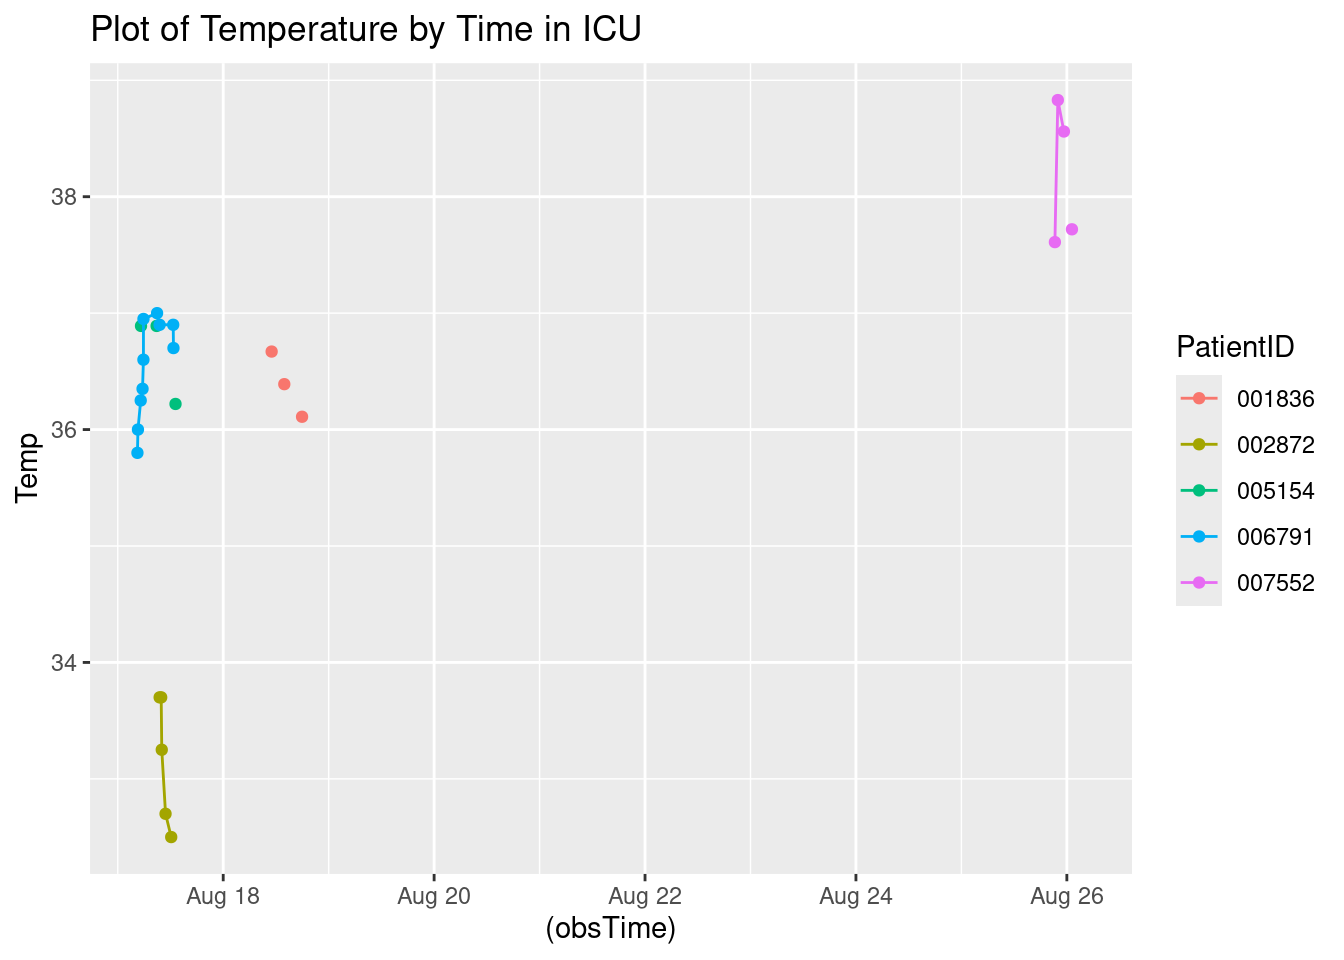 Plot of Temperature by Time in ICU
38
36
34
Temp
Aug 18
Aug 20
Aug 22
Aug 24
Aug 26
(obsTime)
PatientID
001836
002872
005154
006791
007552